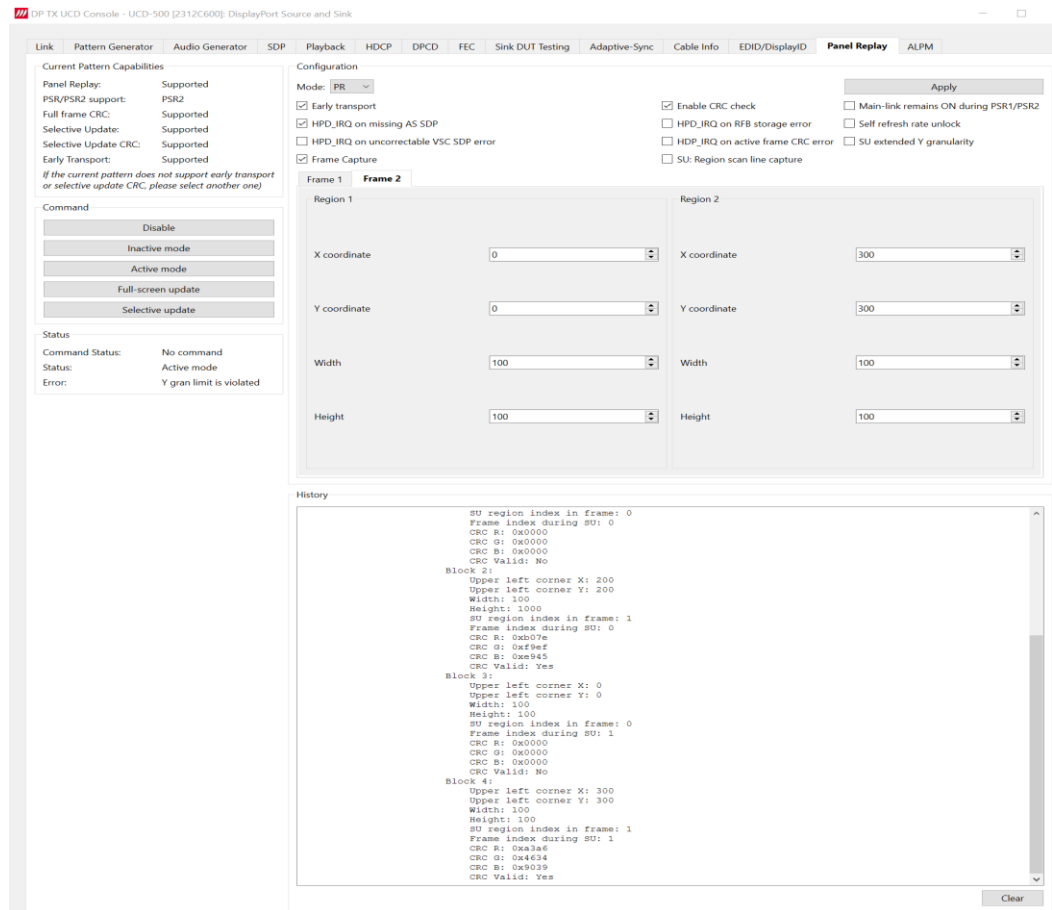 DP TX UCD Console - UCD-500 [2312C600]: DisplayPort Source and Sink
Link Pattern Generator Audio Generator SDP Playback HDCP DPCD FEC Sink DUT Testing Adaptive-Sync Cable Info EDID/DisplayID Panel Replay ALPM
Current Pattern Capabilities
Panel Replay: Supported
PSR/PSR2 support: PSR2
Full frame CRC: Supported
Selective Update: Supported
Selective Update CRC: Supported
Early Transport: Supported
If the current pattern does not support early transport
or selective update CRC, please select another one)
Command
Disable
Inactive mode
Active mode
Full-screen update
Selective update
Status
Command Status: No command
Status: Active mode
Error: Y gran limit is violated
Configuration
Mode: PR
Apply
Early transport
Enable CRC check
Main-link remains ON during PSR1/PSR2
HPD_IRQ on missing AS SDP
HPD_IRQ on RFB storage error
Self refresh rate unlock
HPD_IRQ on uncorrectable VSC SDP error
HDP_IRQ on active frame CRC error
SU extended Y granularity
Frame Capture
SU: Region scan line capture
Frame 1 Frame 2
Region 1
X coordinate 0
Y coordinate 0
Width 100
Height 100
Region 2
X coordinate 300
Y coordinate 300
Width 100
Height 100
History
SU region index in frame: 0
Frame index during SU: 0
CRC R: 0x0000
CRC G: 0x0000
CRC B: 0x0000
CRC Valid: No
Block 2:
Upper left corner X: 200
Upper left corner Y: 200
Width: 100
Height: 1000
SU region index in frame: 1
Frame index during SU: 0
CRC R: 0xb07e
CRC G: 0xf9ef
CRC B: 0xe945
CRC Valid: Yes
Block 3:
Upper left corner X: 0
Upper left corner Y: 0
Width: 100
Height: 100
SU region index in frame: 0
Frame index during SU: 1
CRC R: 0x0000
CRC G: 0x0000
CRC B: 0x0000
CRC Valid: No
Block 4:
Upper left corner X: 300
Upper left corner Y: 300
Width: 100
Height: 100
SU region index in frame: 1
Frame index during SU: 1
CRC R: 0xa3a6
CRC G: 0x4634
CRC B: 0x9039
CRC Valid: Yes
Clear